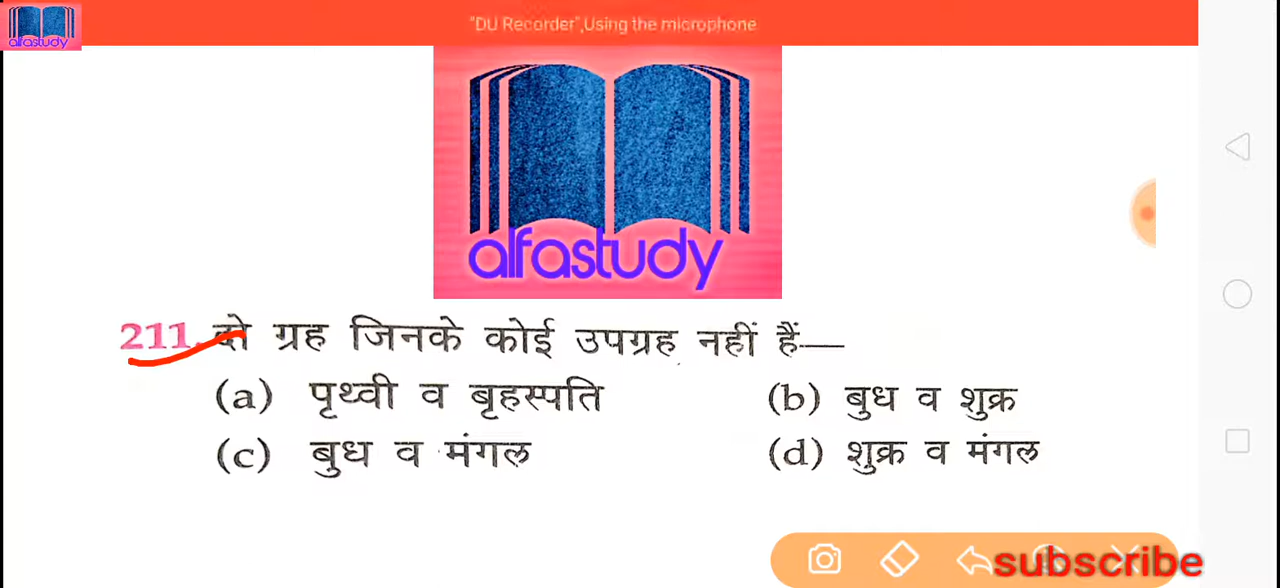 alfastudy
"DU Recorder",Using the microphone
alfastudy
211. दो ग्रह जिनके कोई उपग्रह नहीं हैं—
(a) पृथ्वी व बृहस्पति (b) बुध व शुक्र
(c) बुध व मंगल (d) शुक्र व मंगल
subscribe